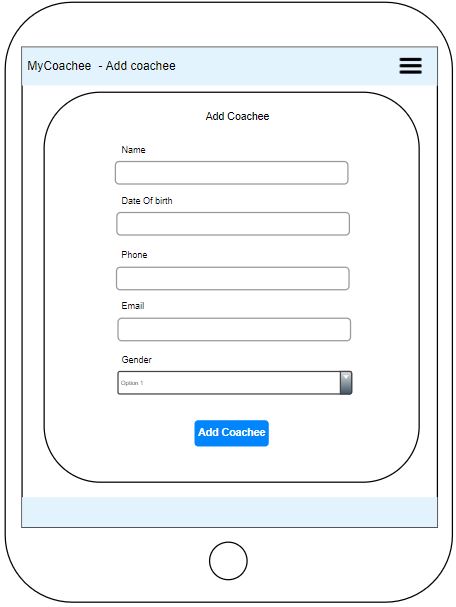 MyCoachee - Add coachee
Add Coachee
Name
Date Of birth
Phone
Email
Gender
Option 1
Add Coachee